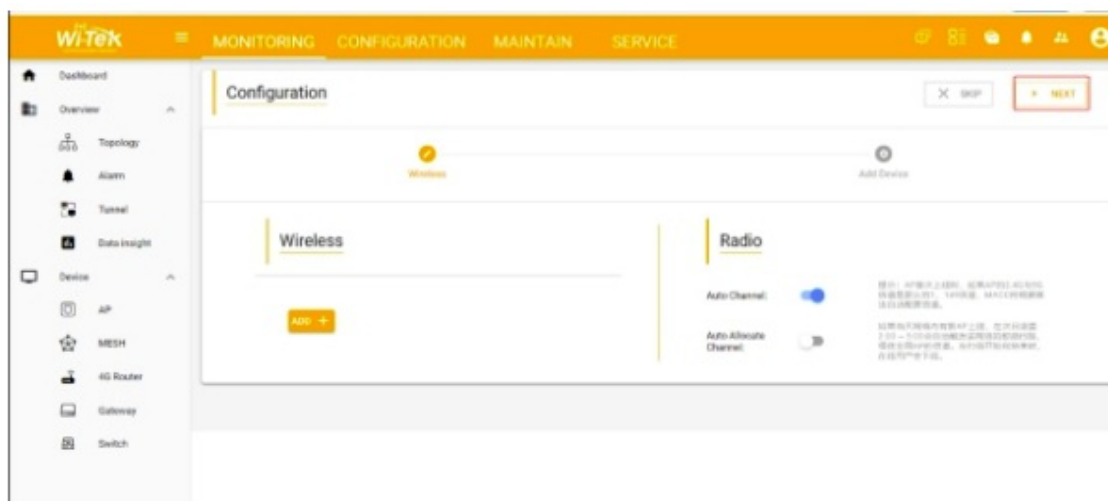 Wi-Tek
MONITORING CONFIGURATION MAINTAIN SERVICE
Dashboard
Overview
Topology
Alarm
Tunnel
Data insight
Device
AP
MESH
4G Router
Gateway
Switch
Configuration
SKIP
NEXT
Wireless
Add Device
Wireless
ADD +
Radio
Auto Channel:
Auto Allocate
Channel: